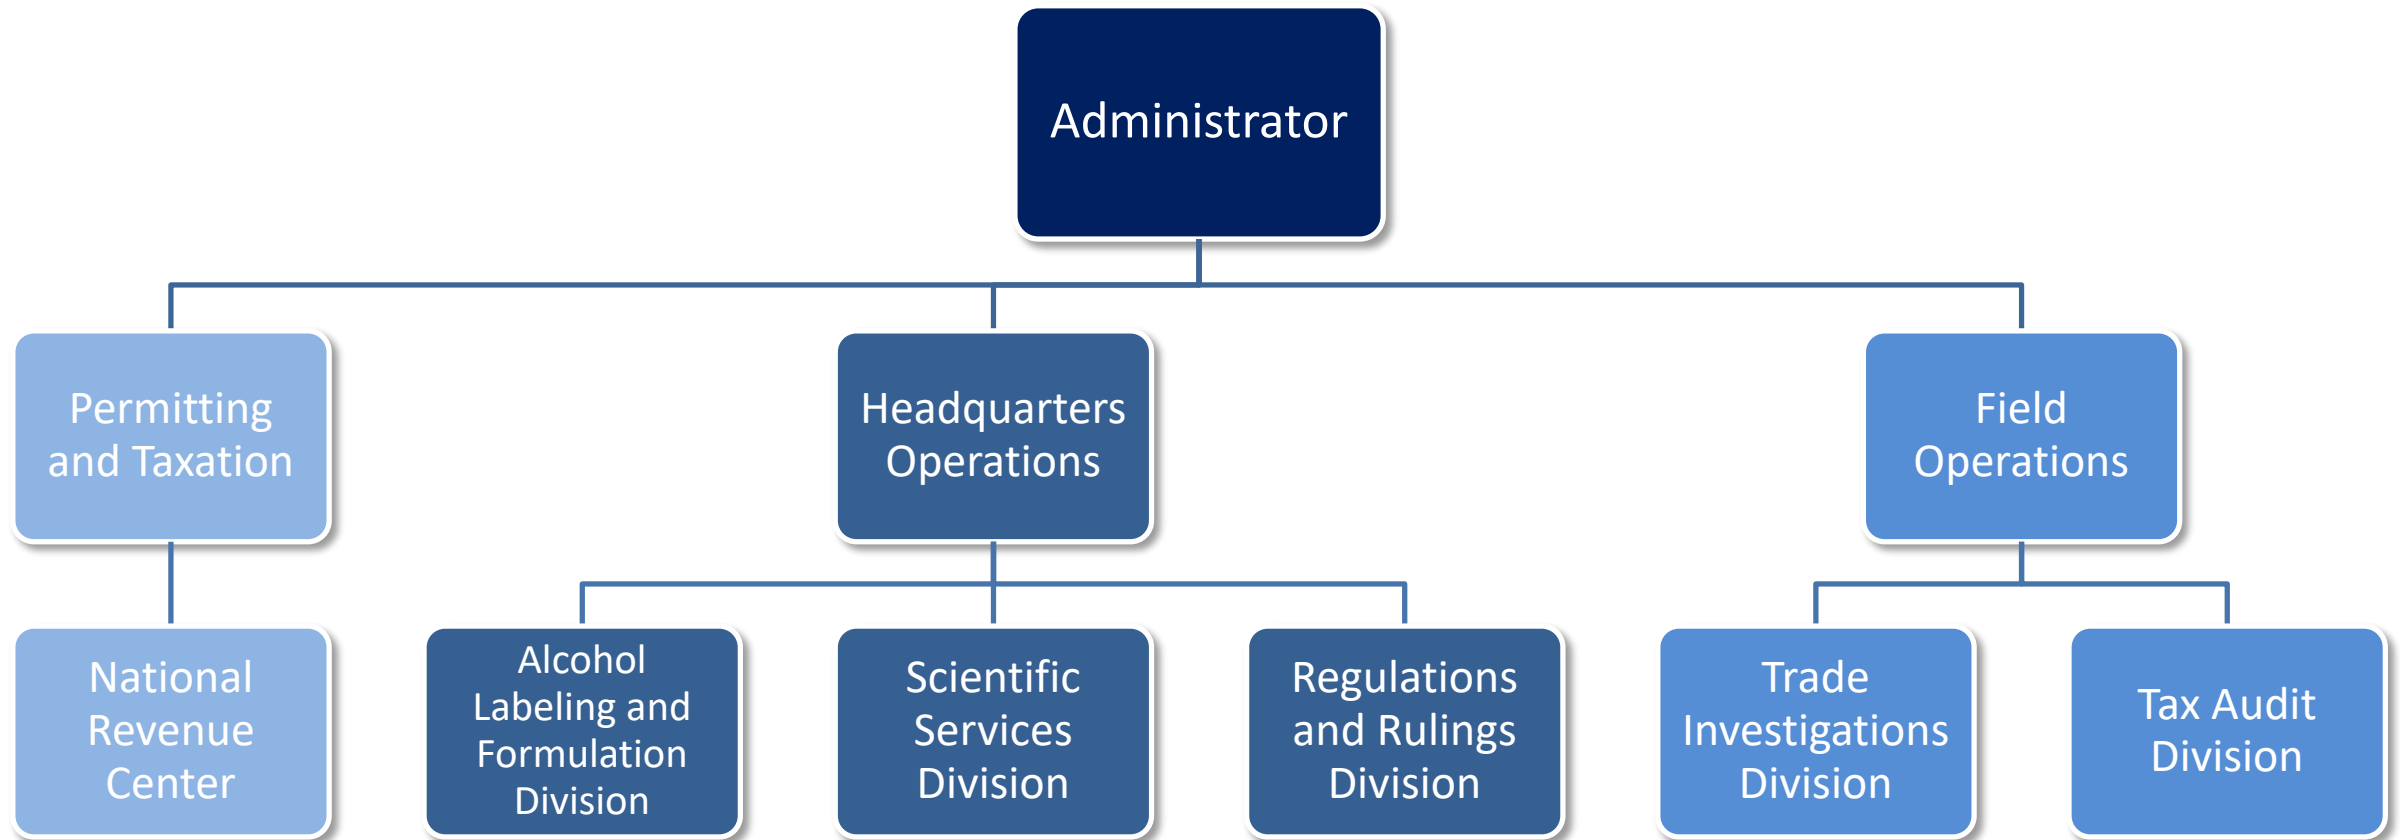 Administrator
Permitting
and Taxation
Headquarters
Operations
Field
Operations
National
Revenue
Center
Alcohol
Labeling and
Formulation
Division
Scientific
Services
Division
Regulations
and Rulings
Division
Trade
Investigations
Division
Tax Audit
Division